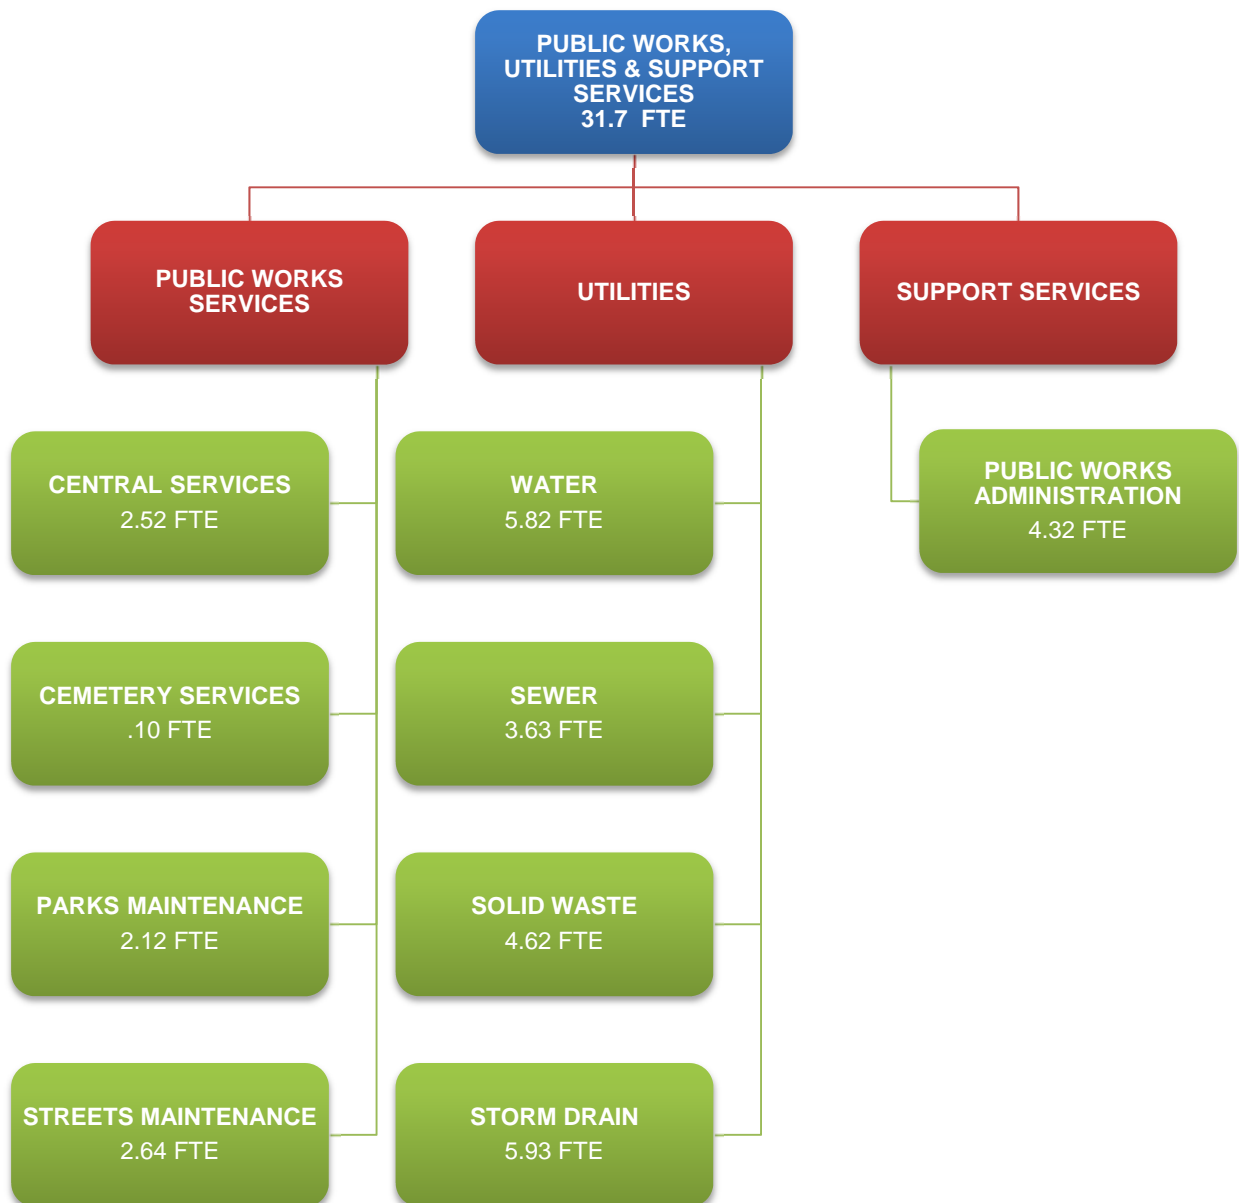 PUBLIC WORKS,
UTILITIES & SUPPORT
SERVICES
31.7 FTE
PUBLIC WORKS
SERVICES
UTILITIES
SUPPORT SERVICES
CENTRAL SERVICES
2.52 FTE
WATER
5.82 FTE
PUBLIC WORKS
ADMINISTRATION
4.32 FTE
CEMETERY SERVICES
.10 FTE
SEWER
3.63 FTE
PARKS MAINTENANCE
2.12 FTE
SOLID WASTE
4.62 FTE
STREETS MAINTENANCE
2.64 FTE
STORM DRAIN
5.93 FTE